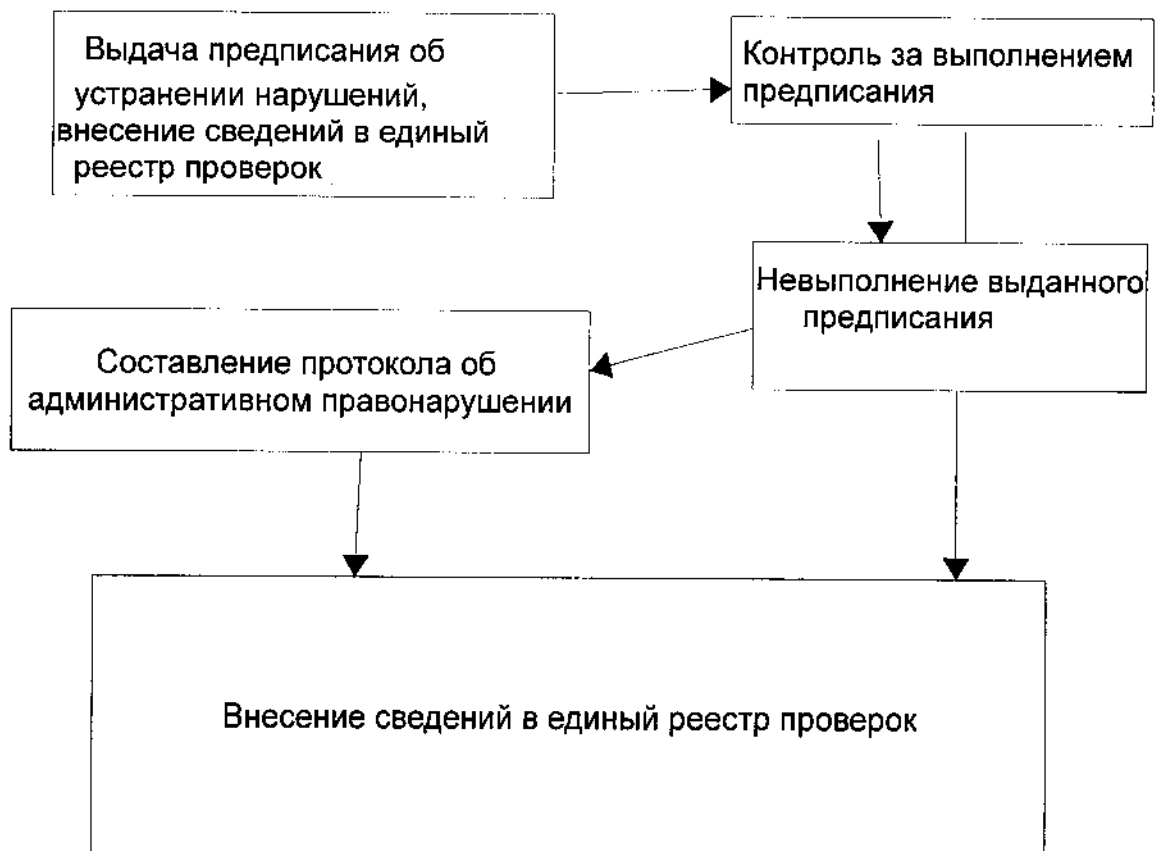 Выдача предписания об
устранении нарушений,
внесение сведений в единый
реестр проверок
Контроль за выполнением
предписания
Невыполнение выданного
предписания
Составление протокола об
административном правонарушении
Внесение сведений в единый реестр проверок